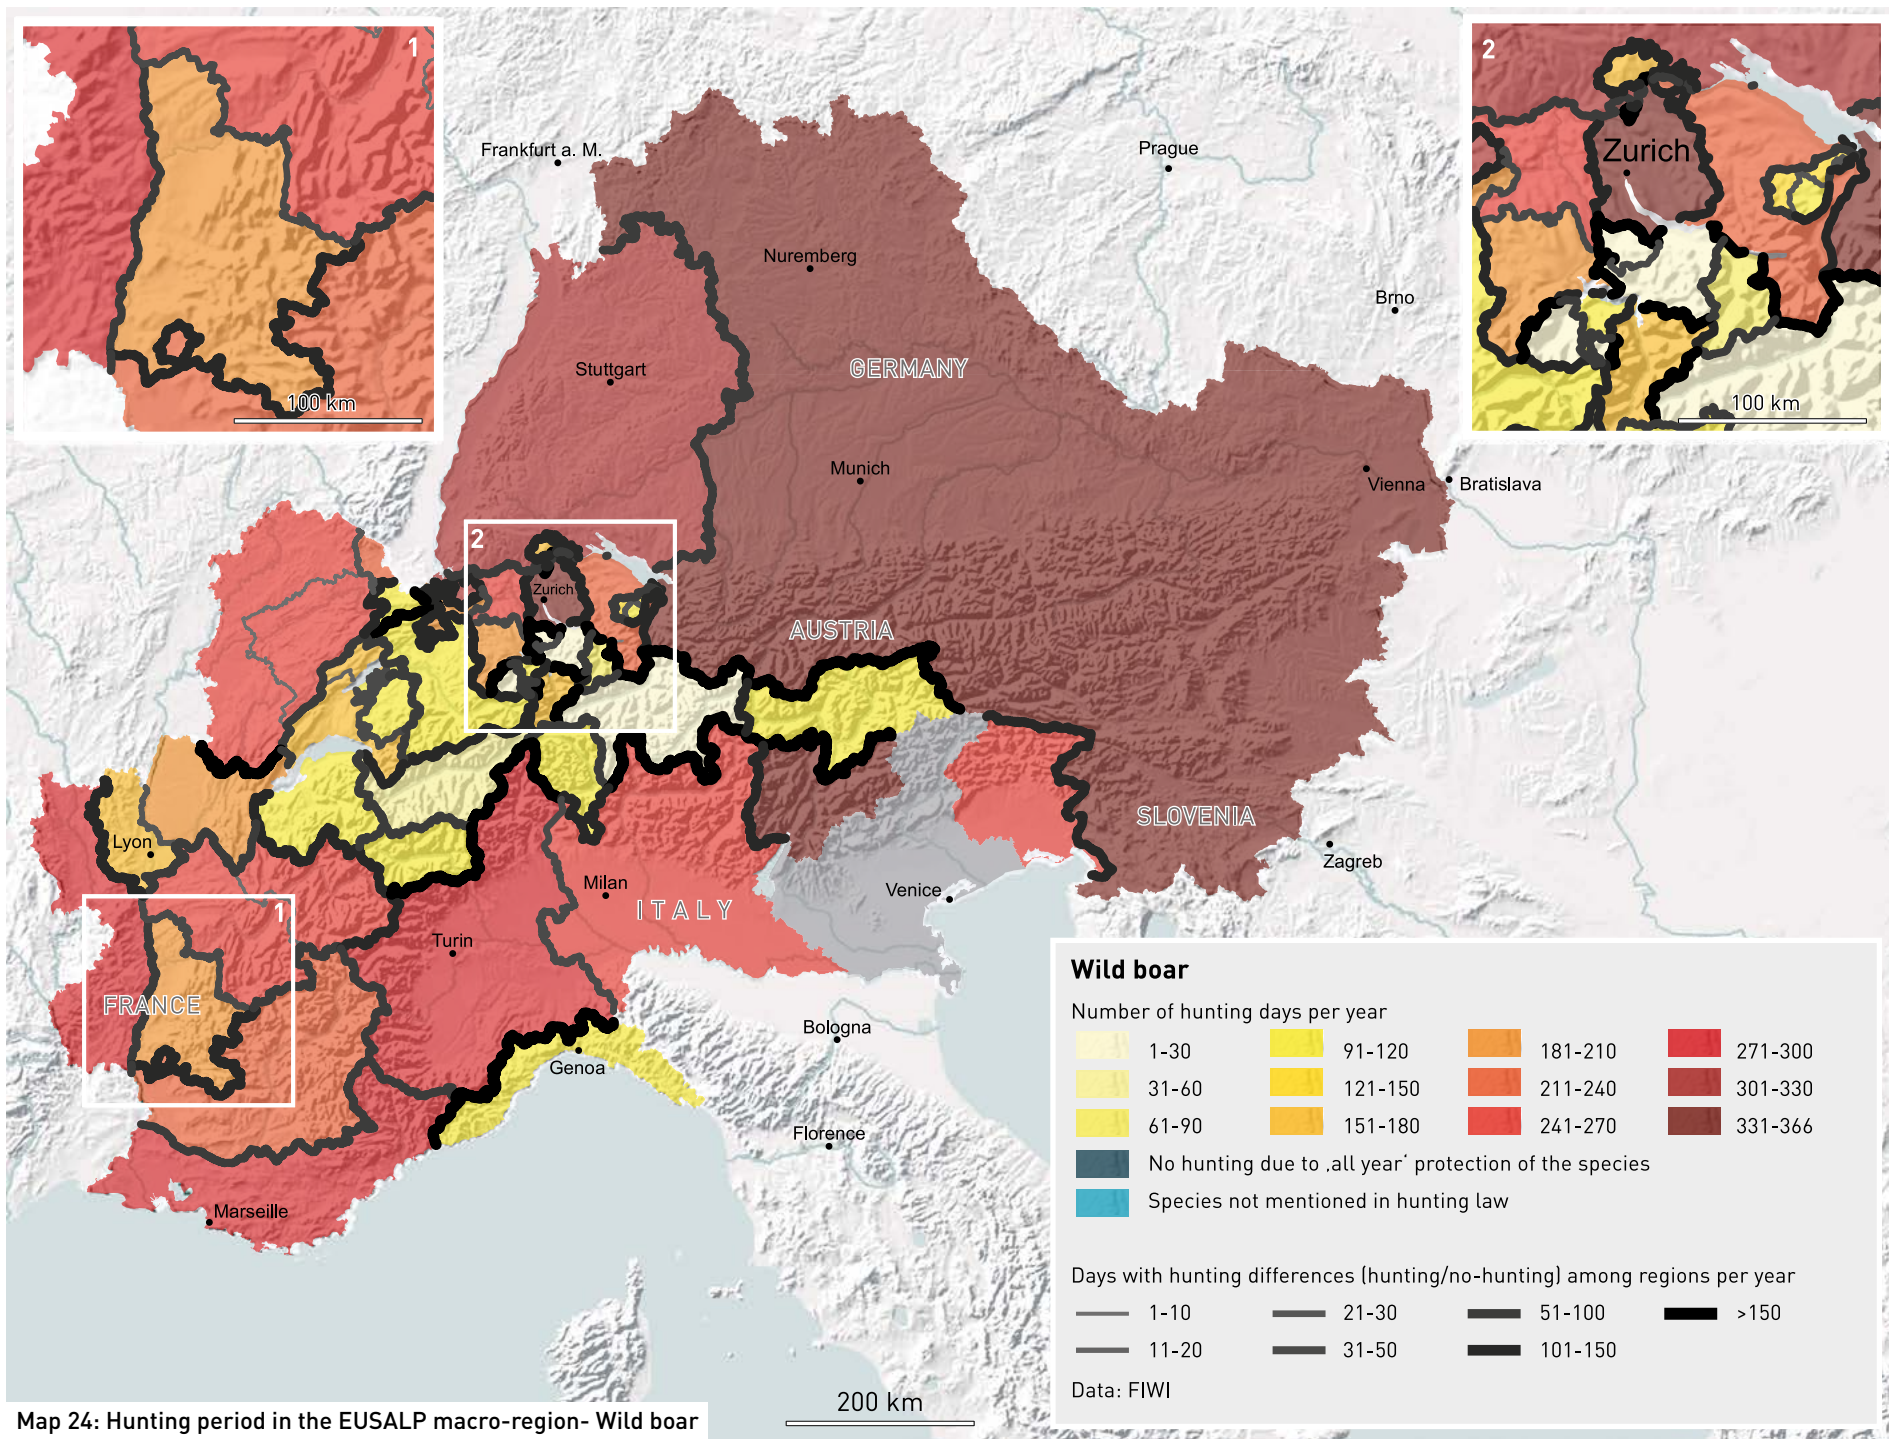 1
100 km
2
Zurich
100 km
Frankfurt a. M.
Prague
Nuremberg
Brno
Stuttgart
GERMANY
Munich
Vienna
Bratislava
2
Zurich
AUSTRIA
SLOVENIA
Lyon
Zagreb
Milan
Venice
ITALY
1
Turin
FRANCE
Bologna
Genoa
Florence
Marseille
Wild boar
Number of hunting days per year
1-30
91-120
181-210
271-300
31-60
121-150
211-240
301-330
61-90
151-180
241-270
331-366
No hunting due to ‚all year‘ protection of the species
Species not mentioned in hunting law
Days with hunting differences (hunting/no-hunting) among regions per year
1-10
21-30
51-100
>150
11-20
31-50
101-150
Data: FIWI
200 km
Map 24: Hunting period in the EUSALP macro-region- Wild boar